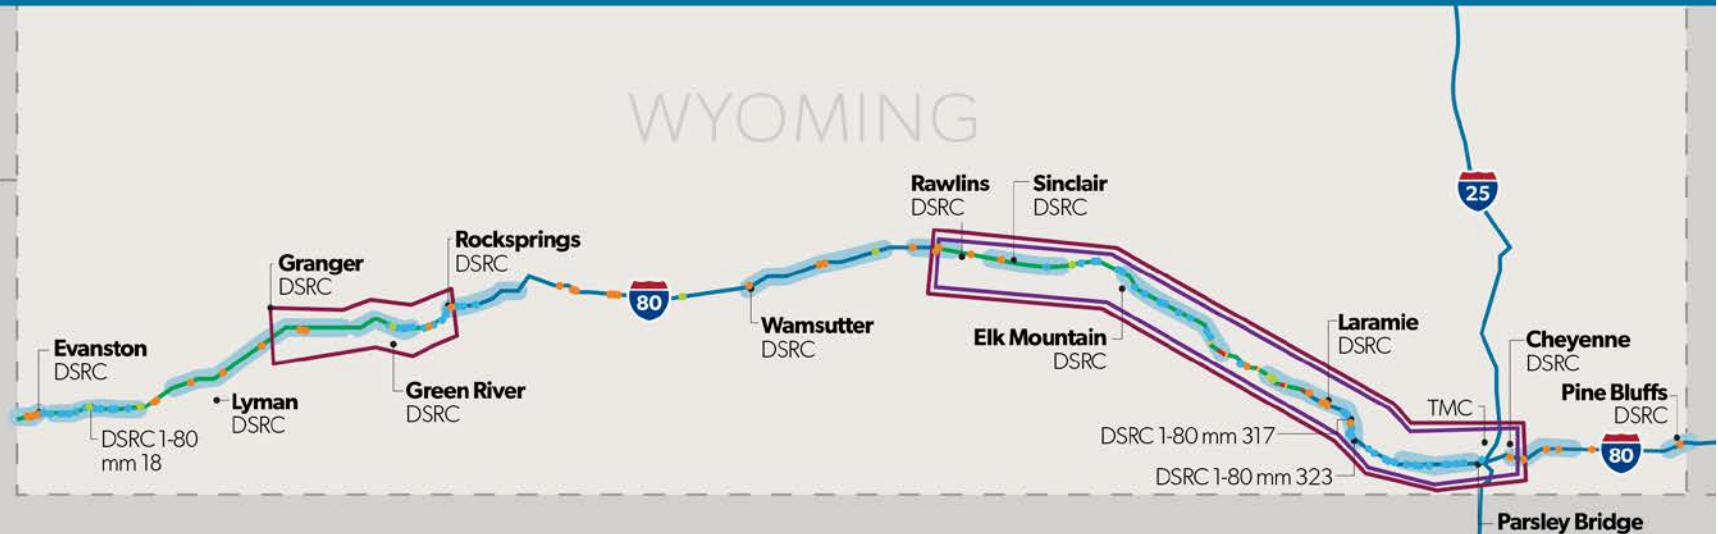 WYOMING
Rawlins
DSRC
Sinclair
DSRC
25
Rocksprings
DSRC
Granger
DSRC
80
Wamsutter
DSRC
Elk Mountain
DSRC
Laramie
DSRC
Cheyenne
DSRC
Evanston
DSRC
Lyman
DSRC
Green River
DSRC
Pine Bluffs
DSRC
TMC
DSRC 1-80
mm 18
DSRC 1-80 mm 317
DSRC 1-80 mm 323
80
Parsley Bridge